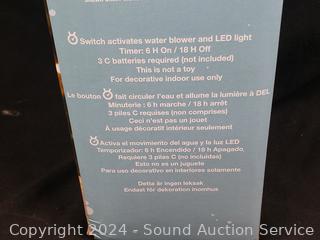 Switch activates water blower and LED light
Timer: 6 H On / 18 H Off
3 C batteries required (not included)
This is not a toy
For decorative indoor use only
Le bouton fait circuler l'eau et allume la lumière à DEL
Minuterie : 6 h marche / 18 h arrêt
3 piles C requises (non comprises)
Ceci n'est pas un jouet
À usage décoratif intérieur seulement
Activa el movimiento del agua y la luz LED
Temporizador: 6 h Encendido / 18 h Apagado,
Requiere 3 pilas C (no incluidas)
Esto no es un juguete
Para uso decorativo en interiores solamente
Detta är ingen leksak
Endast för dekoration inomhus
Copyright 2024 - Sound Auction Service